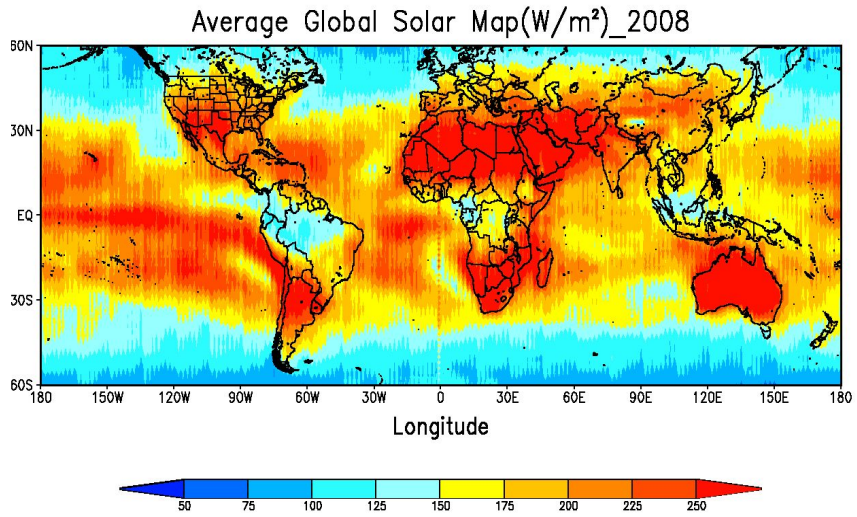 Average Global Solar Map(W/m²)_2008
60N
30N
EQ
30S
60S
180 150W 120W 90W 60W 30W 0 30E 60E 90E 120E 150E 180
Longitude
50 75 100 125 150 175 200 225 250